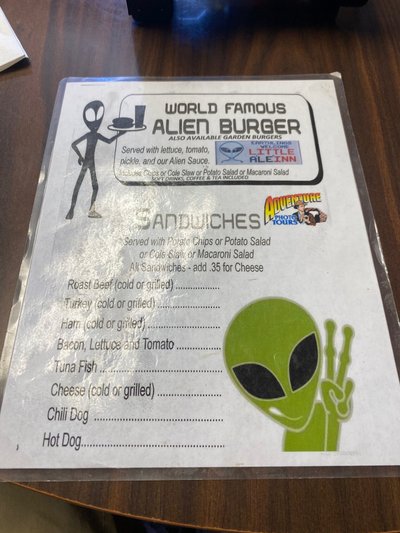 WORLD FAMOUS
ALIEN BURGER
ALSO AVAILABLE GARDEN BURGERS
Served with lettuce, tomato,
pickle, and our Alien Sauce.
EARTHLINGS
WELCOME
LITTLE
ALEINN
Includes Chips or Cole Slaw or Potato Salad or Macaroni Salad
SOFT DRINKS, COFFEE & TEA INCLUDED
SANDWICHES
ADVENTURE
PHOTO
TOURS
Served with Potato Chips or Potato Salad
or Cole Slaw or Macaroni Salad
All Sandwiches - add .35 for Cheese
Roast Beef (cold or grilled)................
Turkey (cold or grilled) .....................
Ham (cold or grilled)........................
Bacon, Lettuce and Tomato ...............
Tuna Fish .......................................
Cheese (cold or grilled) ......................
Chili Dog ........................................
Hot Dog...........................................